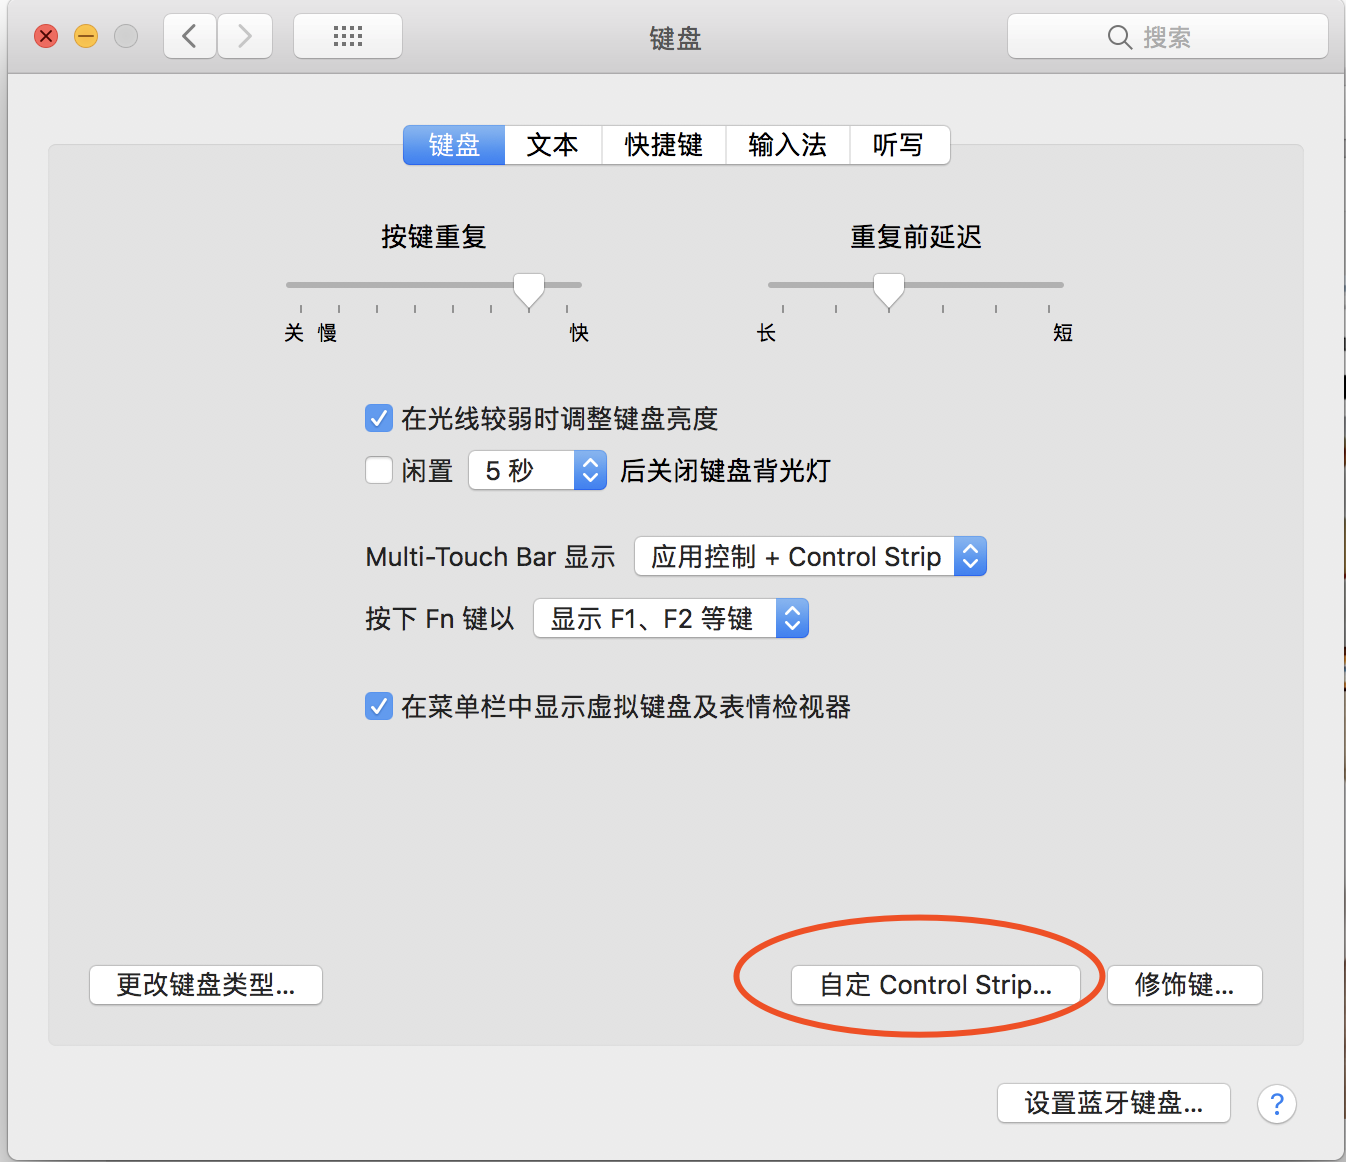 键盘
搜索
键盘 文本 快捷键 输入法 听写
按键重复 重复前延迟
关 慢 快 长 短
在光线较弱时调整键盘亮度
闲置 5 秒 后关闭键盘背光灯
Multi-Touch Bar 显示 应用控制 + Control Strip
按下 Fn 键以 显示 F1、F2 等键
在菜单栏中显示虚拟键盘及表情检视器
更改键盘类型... 自定 Control Strip... 修饰键...
设置蓝牙键盘... ?